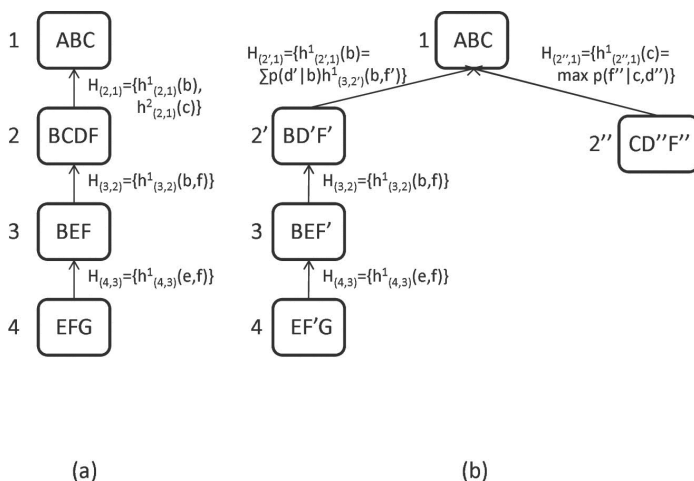 1 ABC
H(2,1)={h¹(2,1)(b),
h²(2,1)(c)}
2 BCDF
H(3,2)={h¹(3,2)(b,f)}
3 BEF
H(4,3)={h¹(4,3)(e,f)}
4 EFG
(a)
H(2',1)={h¹(2',1)(b)=
∑p(d'|b)h¹(3,2')(b,f')}
1 ABC
H(2'',1)={h¹(2'',1)(c)=
max p(f''|c,d'')}
2' BD'F'
2'' CD''F''
H(3,2)={h¹(3,2)(b,f)}
3 BEF'
H(4,3)={h¹(4,3)(e,f)}
4 EF'G
(b)